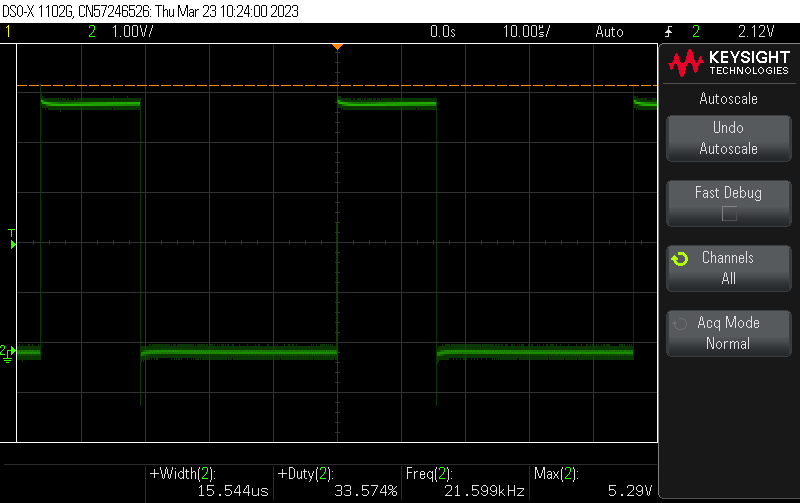 DSO-X 1102G, CN57246526: Thu Mar 23 10:24:00 2023
1 2 1.00V/ 0.0s 10.00us/ Auto 2 2.12V
KEYSIGHT
TECHNOLOGIES
Autoscale
Undo
Autoscale
Fast Debug
Channels
All
Acq Mode
Normal
T
2
+Width(2): +Duty(2): Freq(2): Max(2):
15.544us 33.574% 21.599kHz 5.29V